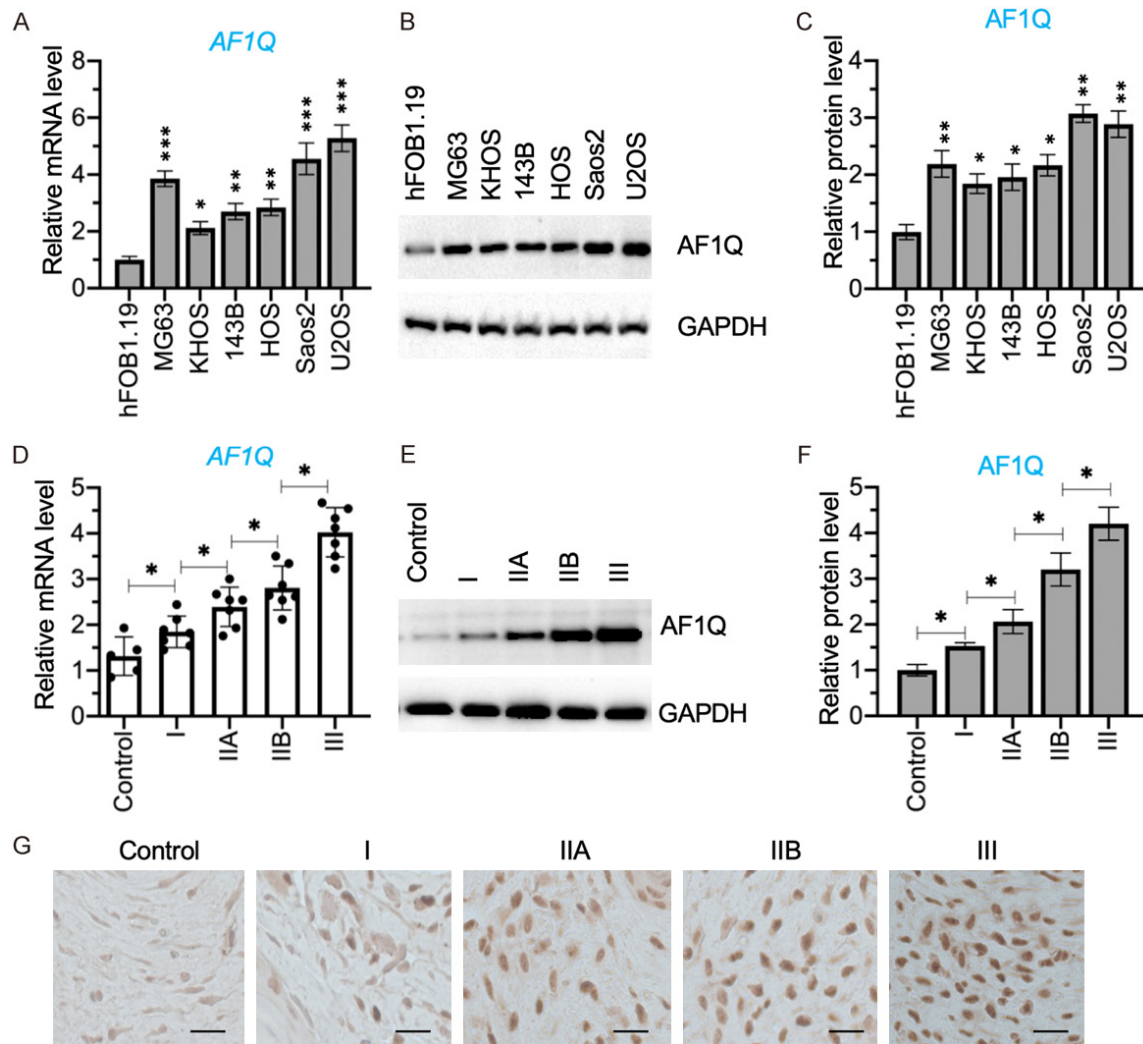 A
AF1Q
Relative mRNA level
8
6
4
2
0
***
*
**
**
***
***
hFOB1.19
MG63
KHOS
143B
HOS
Saos2
U2OS
B
hFOB1.19
MG63
KHOS
143B
HOS
Saos2
U2OS
AF1Q
GAPDH
C
AF1Q
Relative protein level
4
3
2
1
0
**
*
*
*
**
**
hFOB1.19
MG63
KHOS
143B
HOS
Saos2
U2OS
D
AF1Q
Relative mRNA level
5
4
3
2
1
0
*
*
*
*
Control
I
IIA
IIB
III
E
Control
I
IIA
IIB
III
AF1Q
GAPDH
F
AF1Q
Relative protein level
5
4
3
2
1
0
*
*
*
*
Control
I
IIA
IIB
III
G
Control
I
IIA
IIB
III